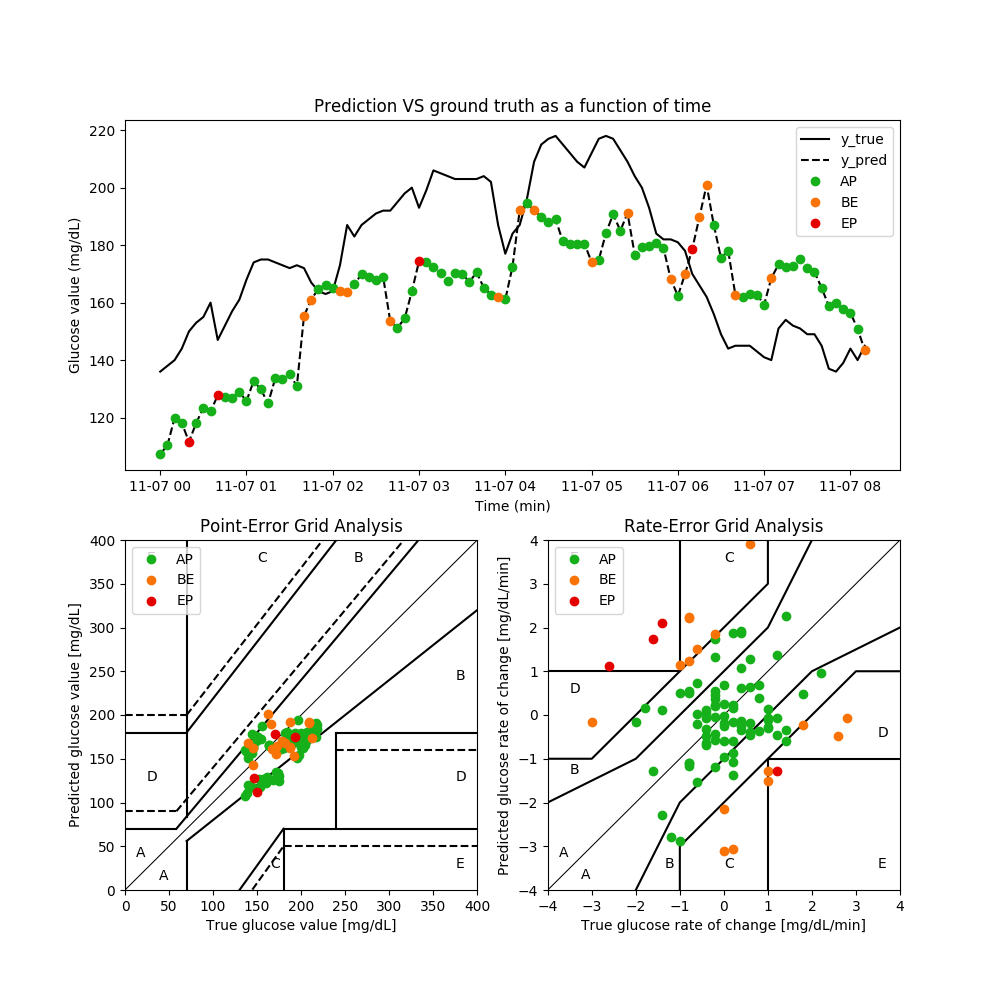 Prediction VS ground truth as a function of time
Glucose value (mg/dL)
220
200
180
160
140
120
y_true
y_pred
AP
BE
EP
11-07 00 11-07 01 11-07 02 11-07 03 11-07 04 11-07 05 11-07 06 11-07 07 11-07 08
Time (min)
Point-Error Grid Analysis
Predicted glucose value [mg/dL]
400
350
300
250
200
150
100
50
0
AP
BE
EP
C
B
B
D
D
A
A
C
E
0 50 100 150 200 250 300 350 400
True glucose value [mg/dL]
Rate-Error Grid Analysis
Predicted glucose rate of change [mg/dL/min]
4
3
2
1
0
−1
−2
−3
−4
AP
BE
EP
C
D
D
B
A
A
B
C
E
−4 −3 −2 −1 0 1 2 3 4
True glucose rate of change [mg/dL/min]